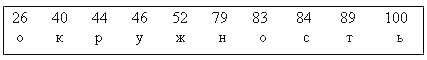 26 40 44 46 52 79 83 84 89 100
о к р у ж н о с т ь